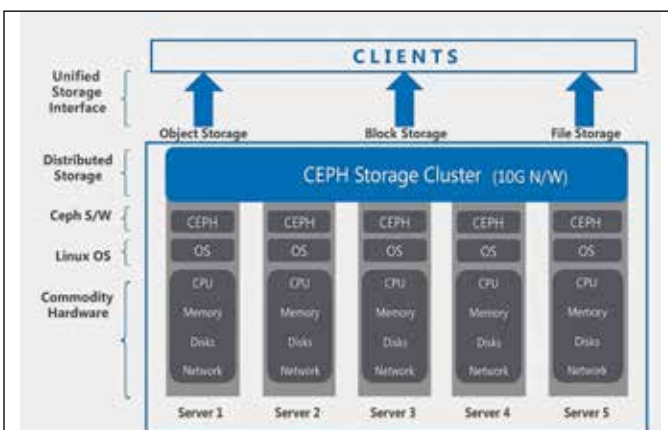 CLIENTS
Unified
Storage
Interface
Object Storage
Block Storage
File Storage
Distributed
Storage
CEPH Storage Cluster (10G N/W)
Ceph S/W
CEPH
CEPH
CEPH
CEPH
CEPH
Linux OS
OS
OS
OS
OS
OS
Commodity
Hardware
CPU
Memory
Disks
Network
CPU
Memory
Disks
Network
CPU
Memory
Disks
Network
CPU
Memory
Disks
Network
CPU
Memory
Disks
Network
Server 1
Server 2
Server 3
Server 4
Server 5